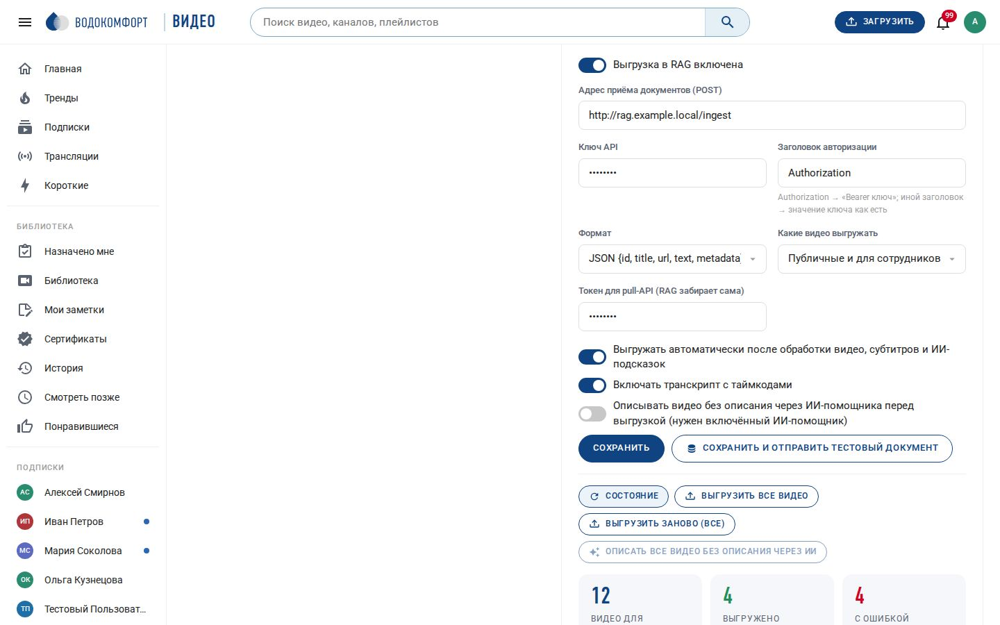 ВОДОКОМФОРТ ВИДЕО
Поиск видео, каналов, плейлистов
ЗАГРУЗИТЬ
99
А
Главная
Тренды
Подписки
Трансляции
Короткие
БИБЛИОТЕКА
Назначено мне
Библиотека
Мои заметки
Сертификаты
История
Смотреть позже
Понравившиеся
ПОДПИСКИ
АС Алексей Смирнов
ИП Иван Петров
МС Мария Соколова
ОК Ольга Кузнецова
ТП Тестовый Пользоват...
Выгрузка в RAG включена
Адрес приёма документов (POST)
http://rag.example.local/ingest
Ключ API
••••••••
Заголовок авторизации
Authorization
Authorization → «Bearer ключ»; иной заголовок
→ значение ключа как есть
Формат
JSON {id, title, url, text, metadata}
Какие видео выгружать
Публичные и для сотрудников
Токен для pull-API (RAG забирает сама)
••••••••
Выгружать автоматически после обработки видео, субтитров и ИИ-
подсказок
Включать транскрипт с таймкодами
Описывать видео без описания через ИИ-помощника перед
выгрузкой (нужен включённый ИИ-помощник)
СОХРАНИТЬ
СОХРАНИТЬ И ОТПРАВИТЬ ТЕСТОВЫЙ ДОКУМЕНТ
СОСТОЯНИЕ
ВЫГРУЗИТЬ ВСЕ ВИДЕО
ВЫГРУЗИТЬ ЗАНОВО (ВСЕ)
ОПИСАТЬ ВСЕ ВИДЕО БЕЗ ОПИСАНИЯ ЧЕРЕЗ ИИ
12
ВИДЕО ДЛЯ
4
ВЫГРУЖЕНО
4
С ОШИБКОЙ